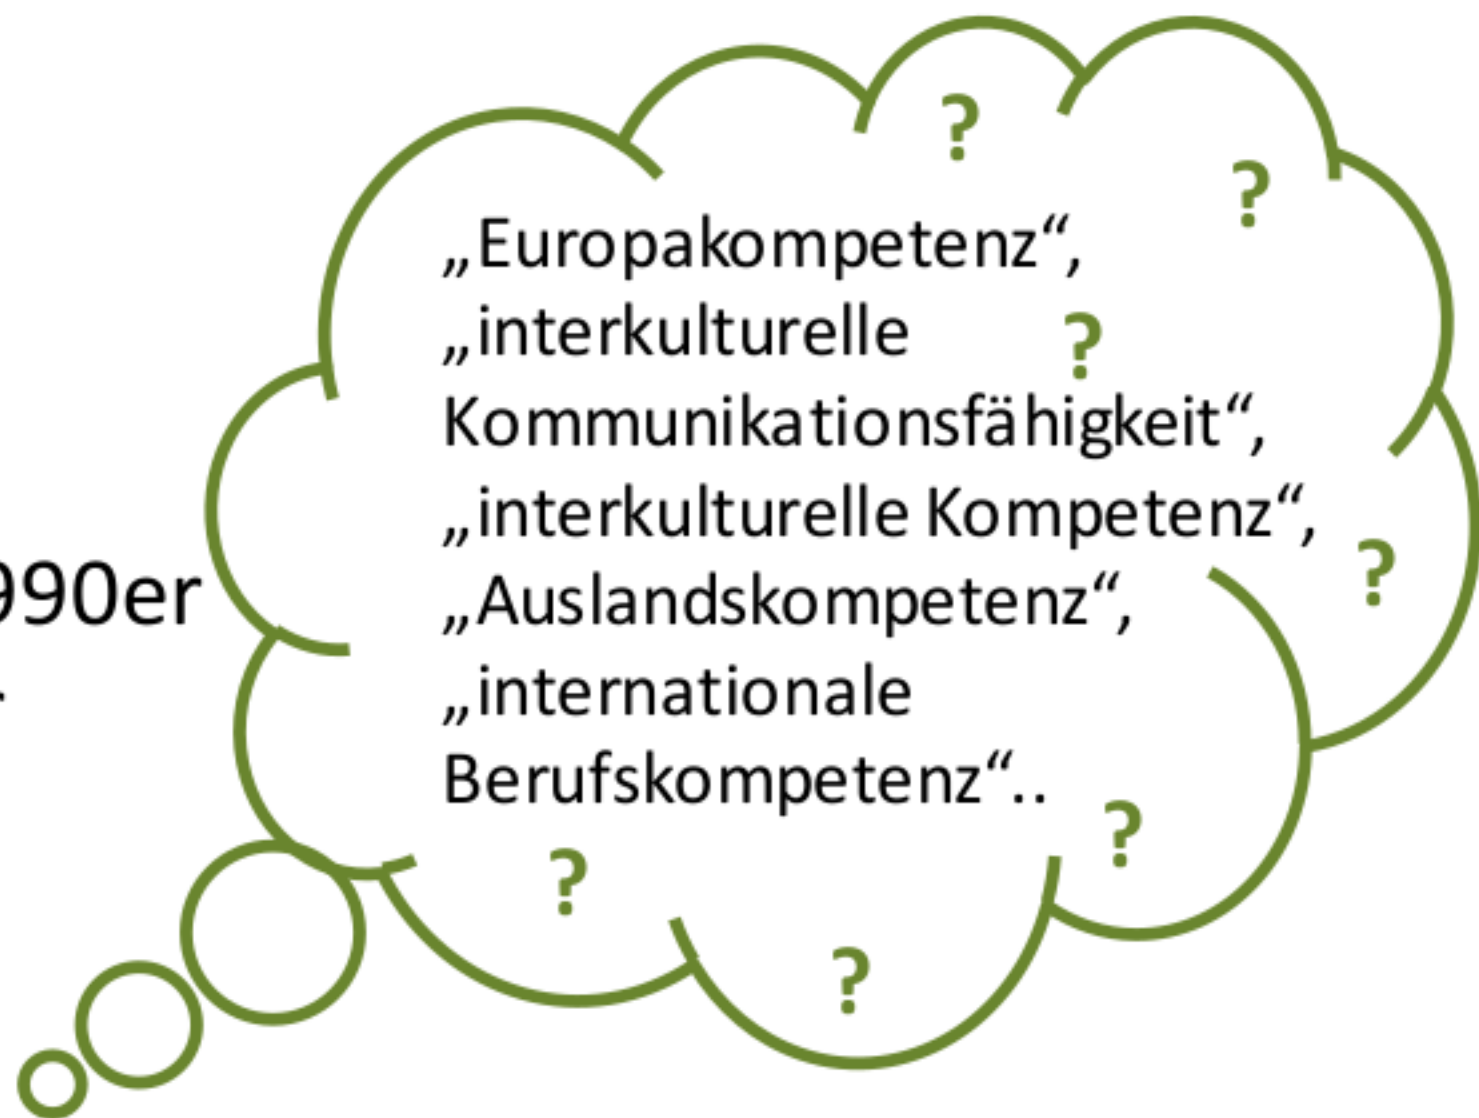 ?
?
„Europakompetenz“,
„interkulturelle
?
Kommunikationsfähigkeit“,
„interkulturelle Kompetenz“,
?
990er
„Auslandskompetenz“,
„internationale
Berufskompetenz“..
?
?
?